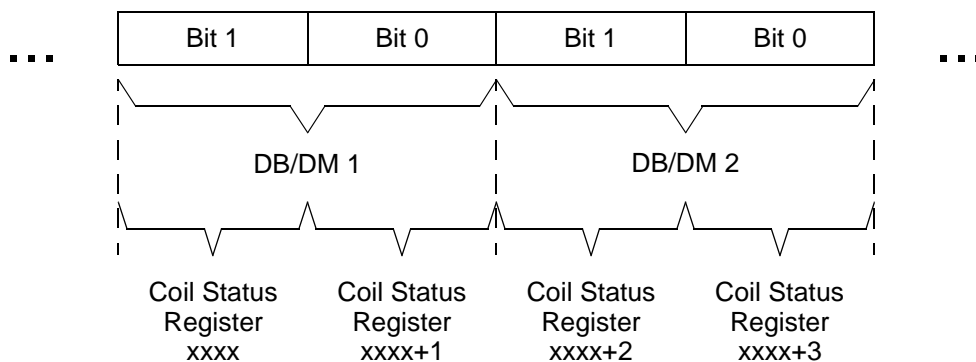 Bit 1 Bit 0 Bit 1 Bit 0
... ...
DB/DM 1 DB/DM 2
Coil Status Coil Status Coil Status Coil Status
Register Register Register Register
xxxx xxxx+1 xxxx+2 xxxx+3